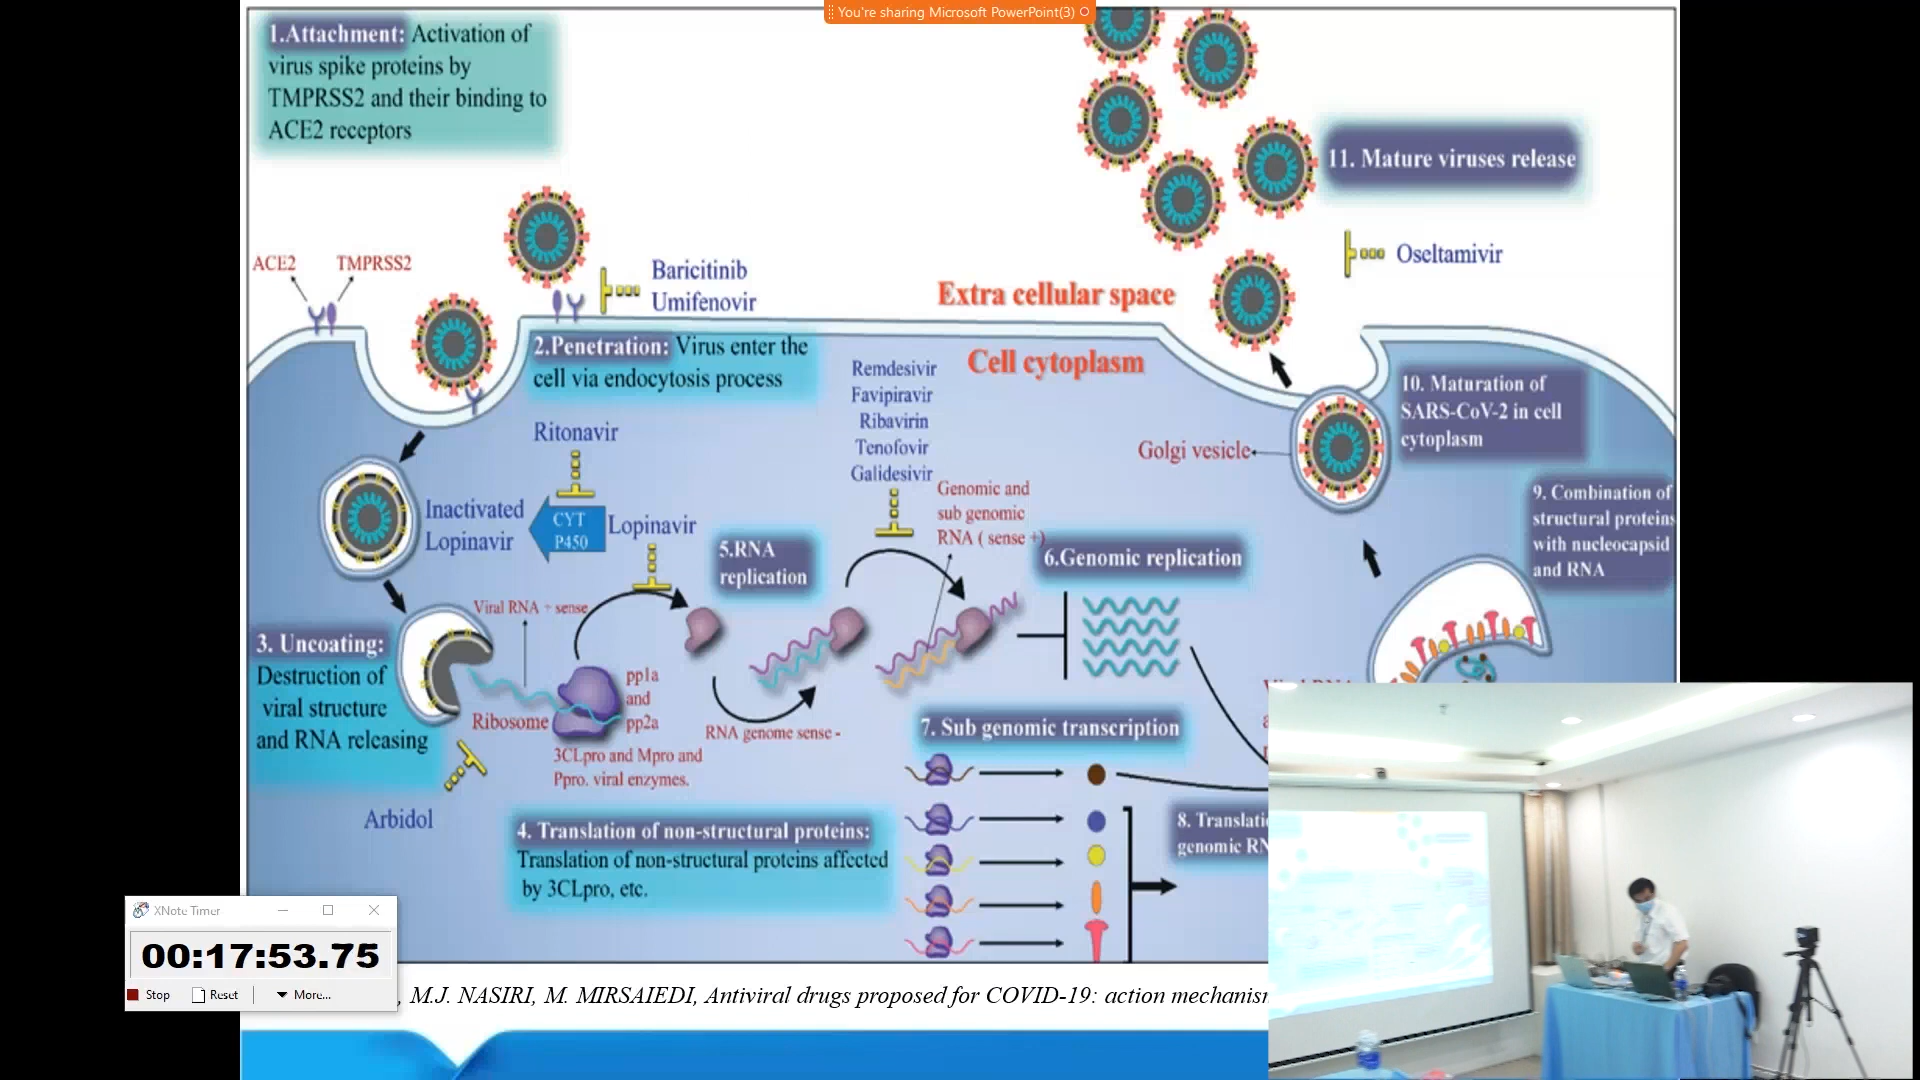 You're sharing Microsoft PowerPoint(3)
1.Attachment: Activation of
virus spike proteins by
TMPRSS2 and their binding to
ACE2 receptors
11. Mature viruses release
ACE2
TMPRSS2
Baricitinib
Umifenovir
Oseltamivir
Extra cellular space
Cell cytoplasm
2.Penetration: Virus enter the
cell via endocytosis process
Remdesivir
Favipiravir
Ribavirin
Tenofovir
Galidesivir
10. Maturation of
SARS-CoV-2 in cell
cytoplasm
Golgi vesicle
Ritonavir
Inactivated
Lopinavir
CYT
P450
Lopinavir
Genomic and
sub genomic
RNA ( sense +)
9. Combination of
structural proteins
with nucleocapsid
and RNA
5.RNA
replication
6.Genomic replication
Viral RNA + sense
3. Uncoating:
Destruction of
viral structure
and RNA releasing
Ribosome
pp1a
and
pp2a
RNA genome sense -
3CLpro and Mpro and
Ppro. viral enzymes.
7. Sub genomic transcription
Arbidol
4. Translation of non-structural proteins:
Translation of non-structural proteins affected
by 3CLpro, etc.
8.
XNote Timer
00:17:53.75
Stop Reset More...
, M.J. NASIRI, M. MIRSAIEDI, Antiviral drugs proposed for COVID-19: action